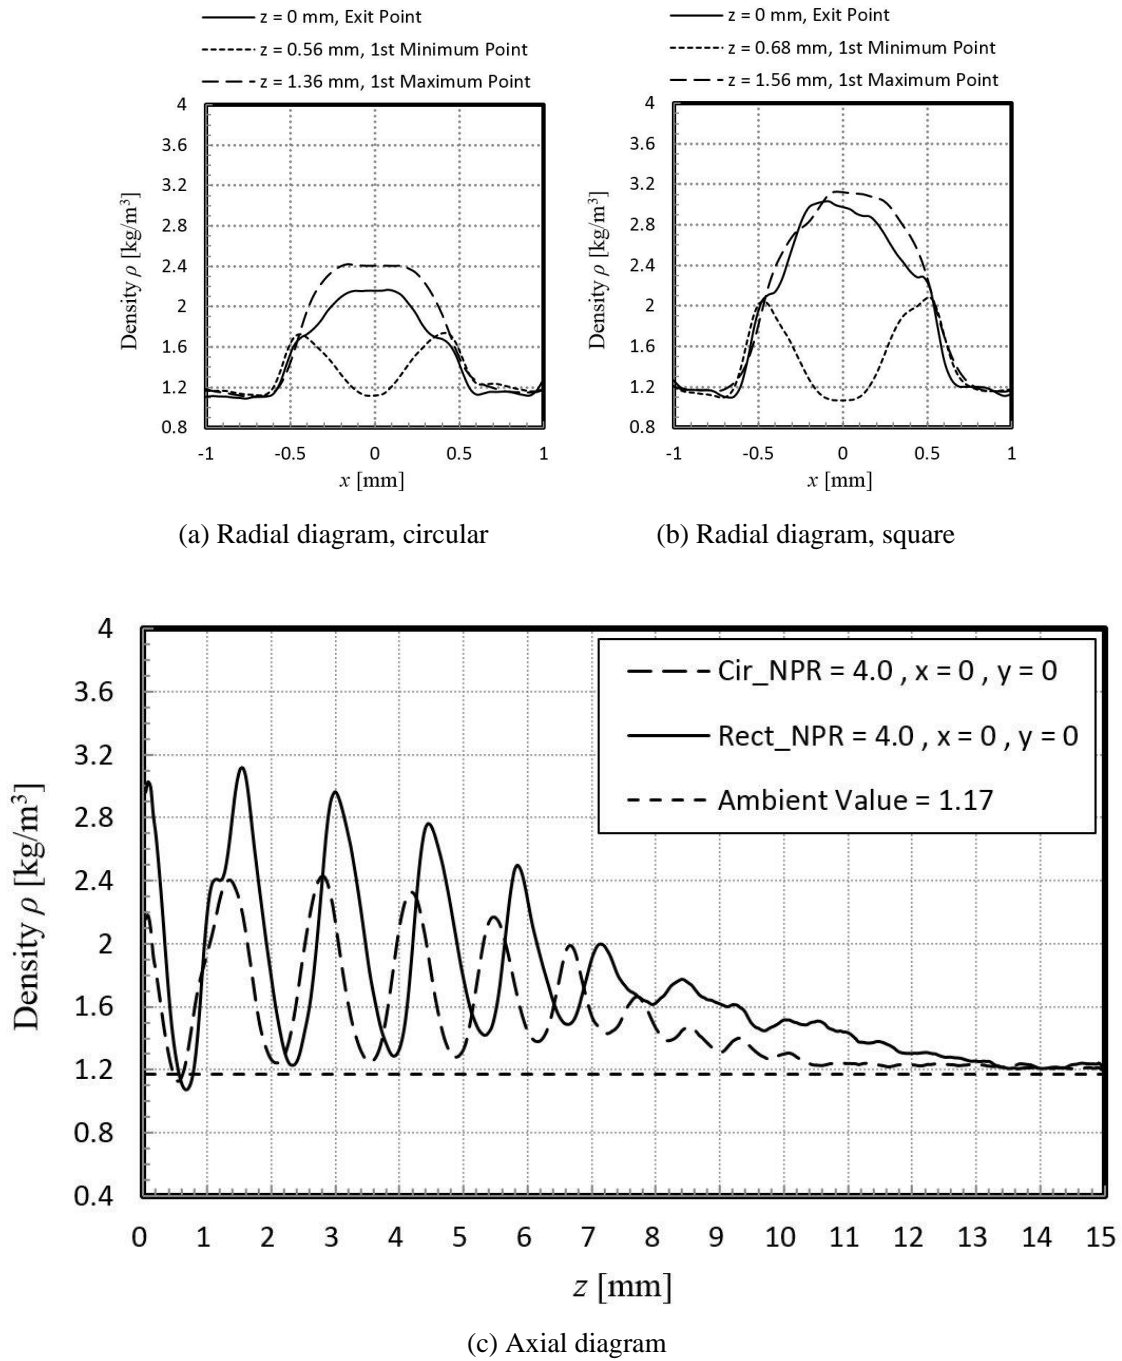 z = 0 mm, Exit Point
z = 0.56 mm, 1st Minimum Point
z = 1.36 mm, 1st Maximum Point
4
3.6
3.2
2.8
2.4
2
1.6
1.2
0.8
Density ρ [kg/m³]
-1 -0.5 0 0.5 1
x [mm]
(a) Radial diagram, circular
z = 0 mm, Exit Point
z = 0.68 mm, 1st Minimum Point
z = 1.56 mm, 1st Maximum Point
4
3.6
3.2
2.8
2.4
2
1.6
1.2
0.8
Density ρ [kg/m³]
-1 -0.5 0 0.5 1
x [mm]
(b) Radial diagram, square
4
3.6
3.2
2.8
2.4
2
1.6
1.2
0.8
0.4
Density ρ [kg/m³]
Cir_NPR = 4.0 , x = 0 , y = 0
Rect_NPR = 4.0 , x = 0 , y = 0
Ambient Value = 1.17
0 1 2 3 4 5 6 7 8 9 10 11 12 13 14 15
z [mm]
(c) Axial diagram